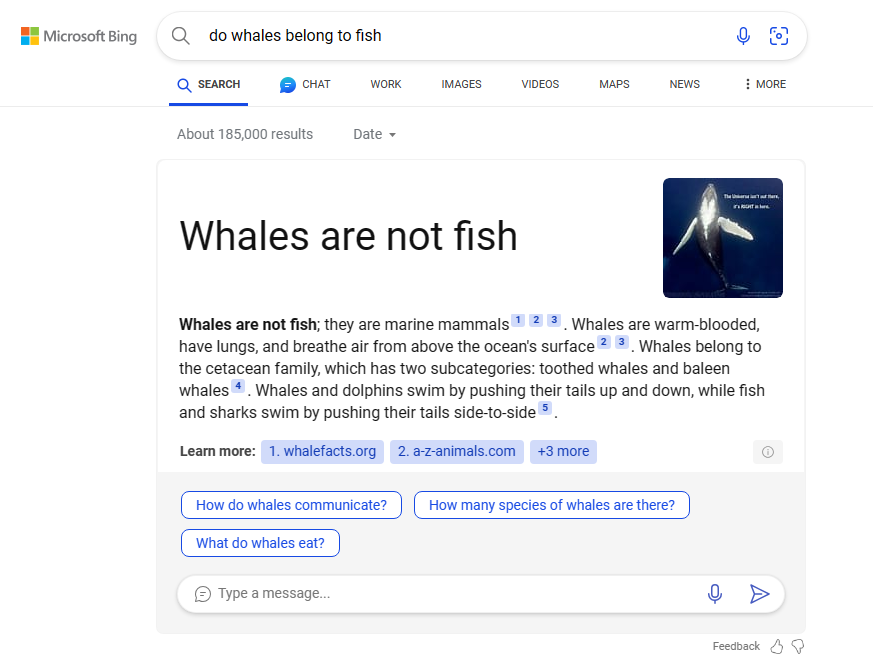 Microsoft Bing
do whales belong to fish
SEARCH
CHAT
WORK
IMAGES
VIDEOS
MAPS
NEWS
MORE
About 185,000 results
Date
Whales are not fish
The Universe isn't out there,
it's RIGHT in here.
Whales are not fish; they are marine mammals 1 2 3 . Whales are warm-blooded,
have lungs, and breathe air from above the ocean's surface 2 3 . Whales belong to
the cetacean family, which has two subcategories: toothed whales and baleen
whales 4 . Whales and dolphins swim by pushing their tails up and down, while fish
and sharks swim by pushing their tails side-to-side 5 .
Learn more: 1. whalefacts.org 2. a-z-animals.com +3 more
How do whales communicate?
How many species of whales are there?
What do whales eat?
Type a message...
Feedback